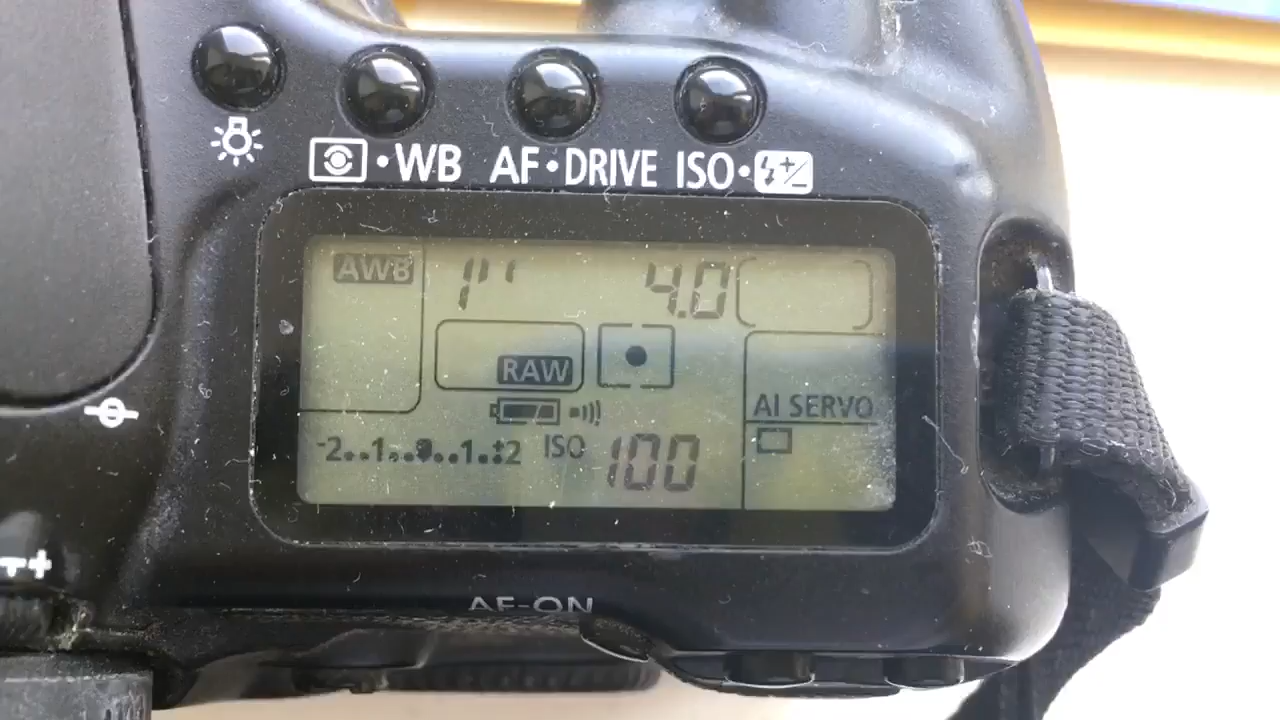 WB AF•DRIVE ISO•
AWB 1" 4.0
RAW
AI SERVO
-2..1..0..1.:+2 ISO 100
AF-ON